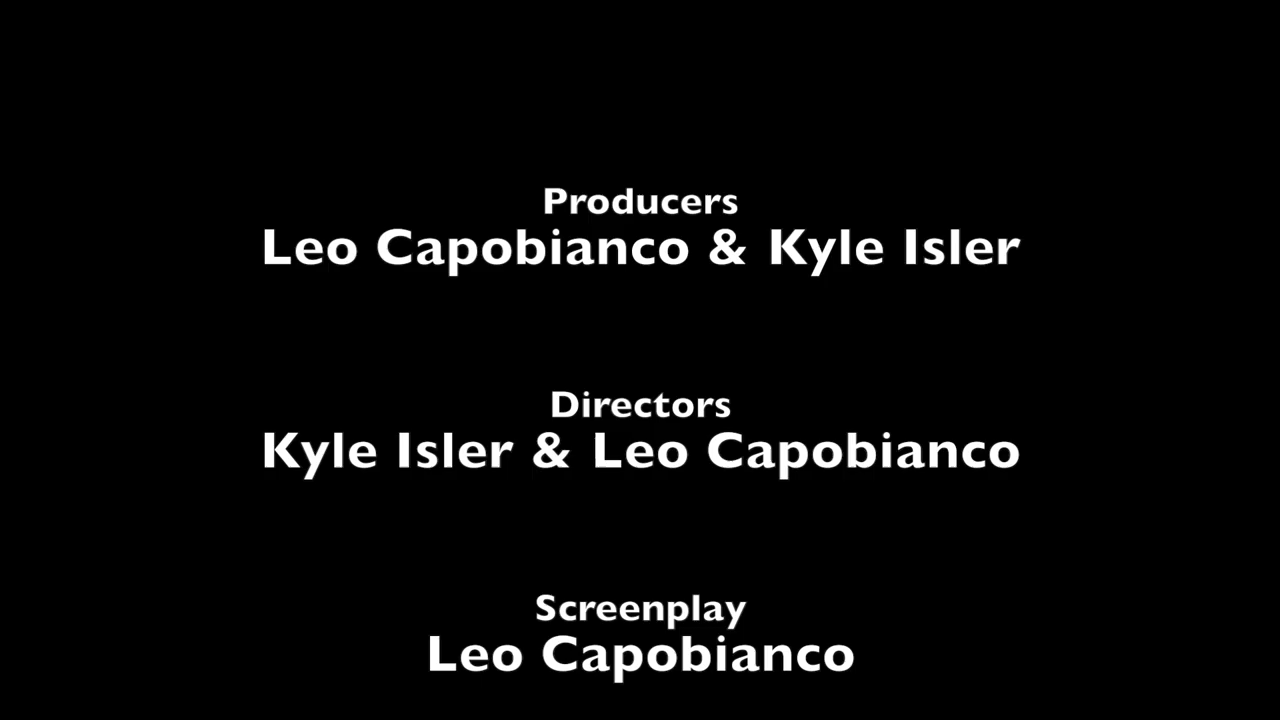 Producers
Leo Capobianco & Kyle Isler
Directors
Kyle Isler & Leo Capobianco
Screenplay
Leo Capobianco